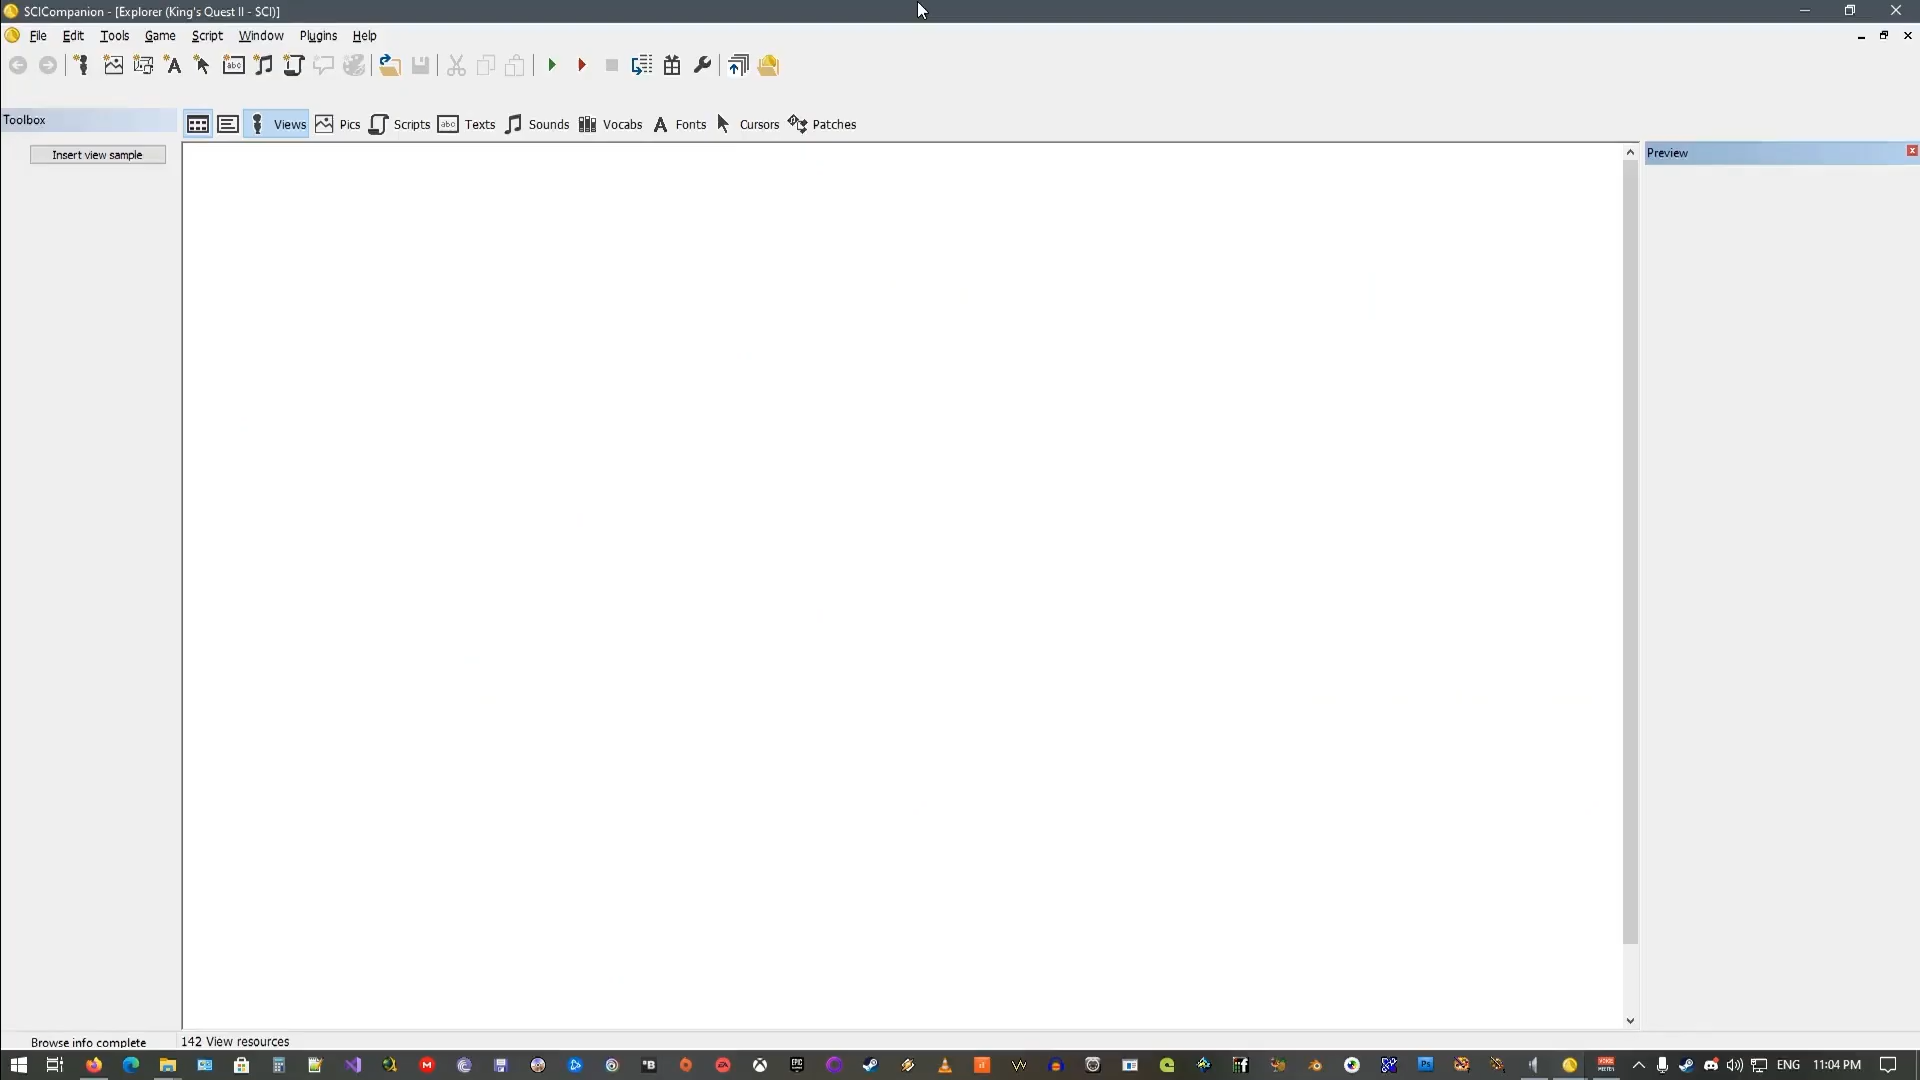 SCICompanion - [Explorer (King's Quest II - SCI)]
File Edit Tools Game Script Window Plugins Help
Toolbox
Views Pics Scripts Texts Sounds Vocabs Fonts Cursors Patches
Insert view sample
Preview
Browse info complete
142 View resources
ENG 11:04 PM